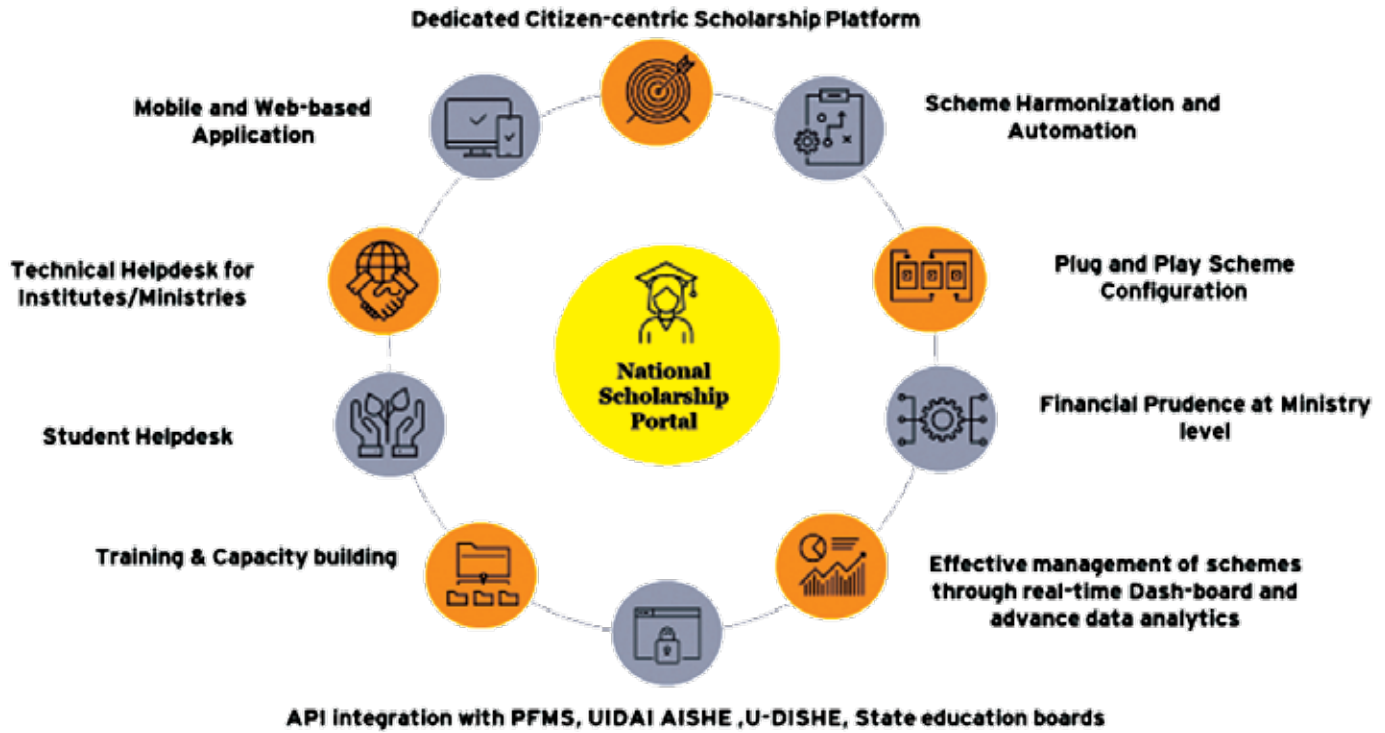 Dedicated Citizen-centric Scholarship Platform
Mobile and Web-based
Application
Scheme Harmonization and
Automation
Technical Helpdesk for
Institutes/Ministries
Plug and Play Scheme
Configuration
National
Scholarship
Portal
Student Helpdesk
Financial Prudence at Ministry
level
Training & Capacity building
Effective management of schemes
through real-time Dash-board and
advance data analytics
API integration with PFMS, UIDAI AISHE ,U-DISHE, State education boards